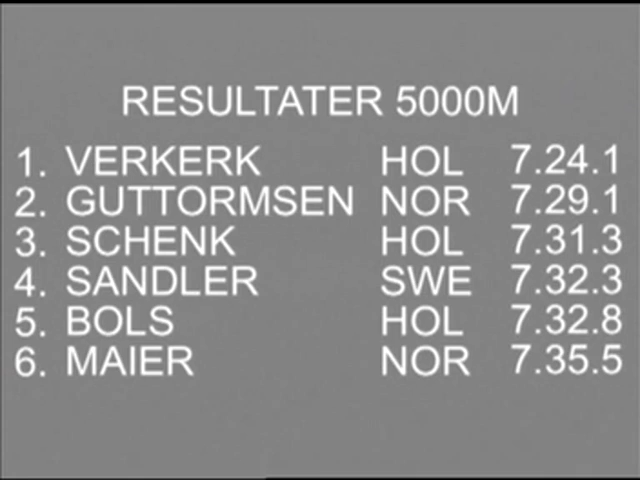 RESULTATER 5000M
1. VERKERK HOL 7.24.1
2. GUTTORMSEN NOR 7.29.1
3. SCHENK HOL 7.31.3
4. SANDLER SWE 7.32.3
5. BOLS HOL 7.32.8
6. MAIER NOR 7.35.5